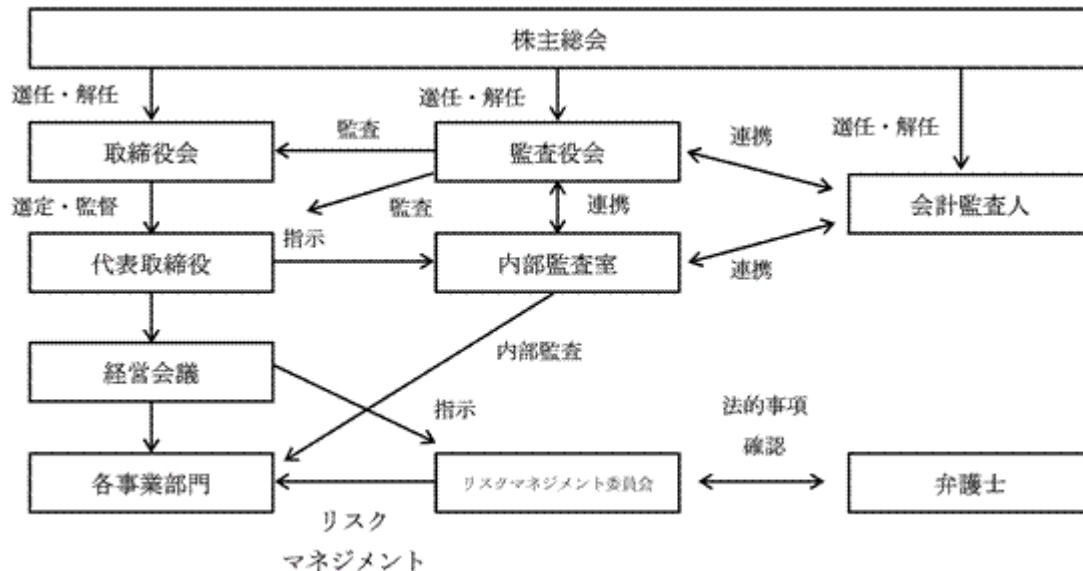 株主総会
選任・解任
選任・解任
選任・解任
取締役会
監査
監査役会
連携
会計監査人
選定・監督
監査
連携
指示
代表取締役
内部監査室
連携
経営会議
内部監査
指示
法的事項
確認
各事業部門
リスクマネジメント委員会
弁護士
リスク
マネジメント